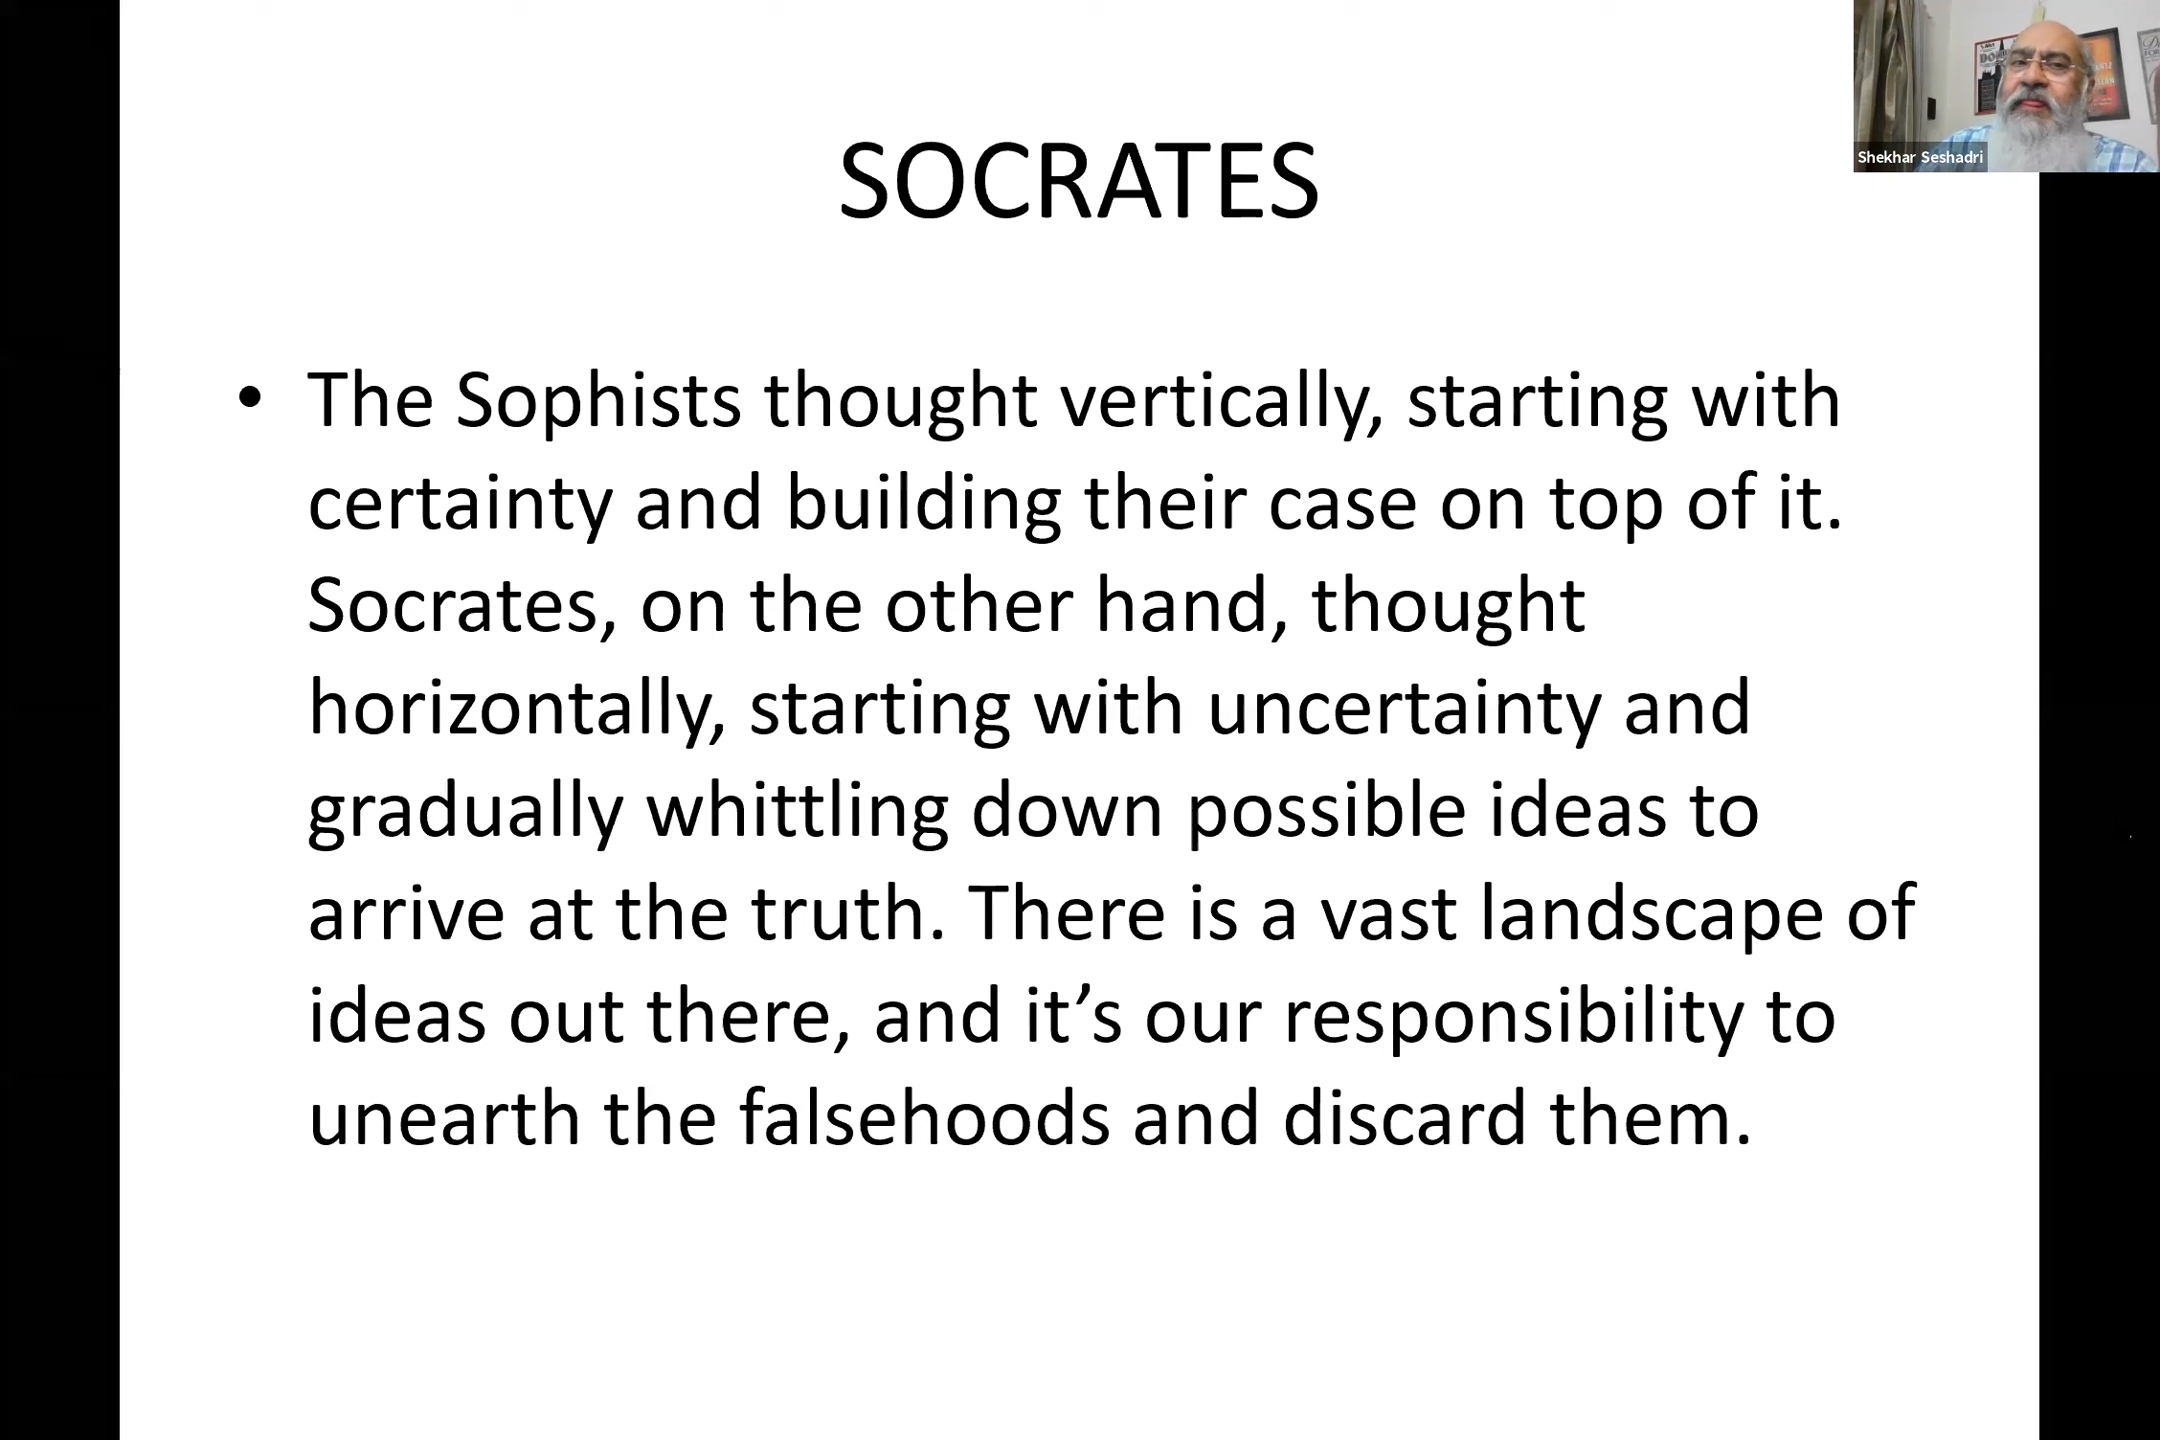 SOCRATES
Shekhar Seshadri
• The Sophists thought vertically, starting with
certainty and building their case on top of it.
Socrates, on the other hand, thought
horizontally, starting with uncertainty and
gradually whittling down possible ideas to
arrive at the truth. There is a vast landscape of
ideas out there, and it’s our responsibility to
unearth the falsehoods and discard them.